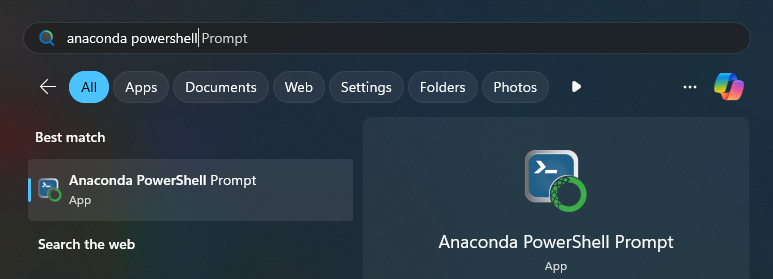 anaconda powershell Prompt
All Apps Documents Web Settings Folders Photos
Best match
Anaconda PowerShell Prompt
App
Search the web
Anaconda PowerShell Prompt
App